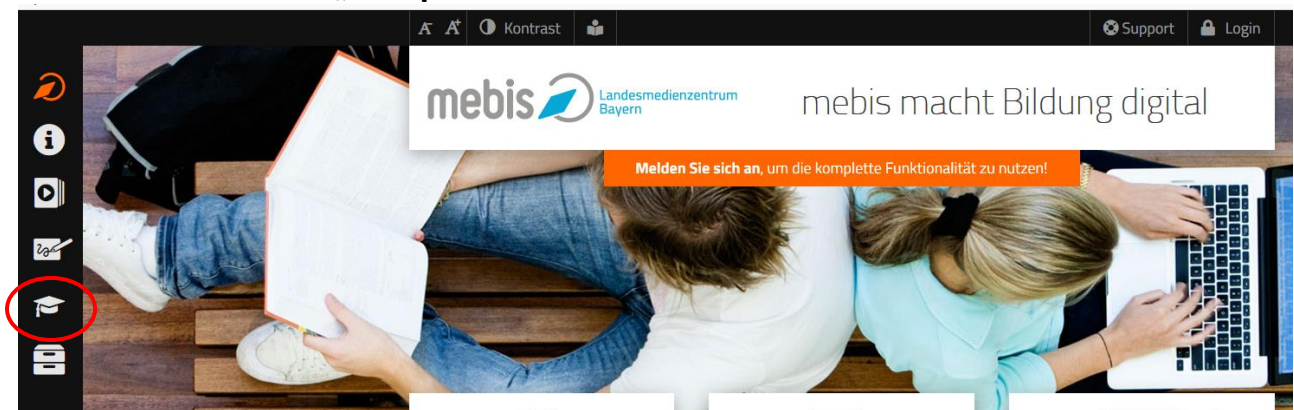 Kontrast
Support
Login
mebis
Landesmedienzentrum
Bayern
mebis macht Bildung digital
Melden Sie sich an, um die komplette Funktionalität zu nutzen!